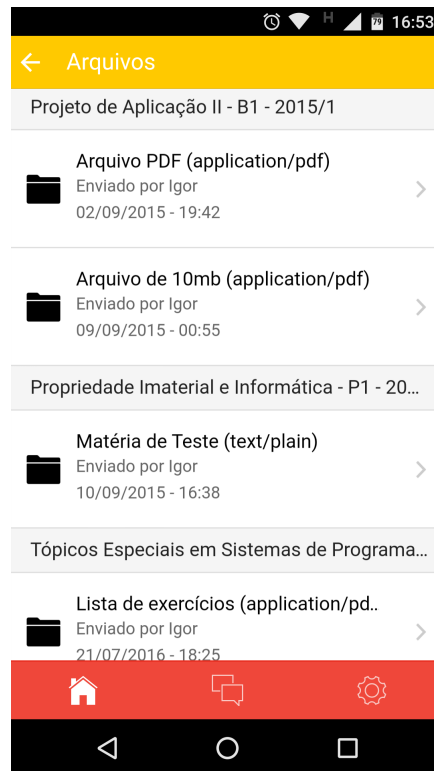 H 79 16:53
Arquivos
Projeto de Aplicação II - B1 - 2015/1
Arquivo PDF (application/pdf)
Enviado por Igor
02/09/2015 - 19:42
Arquivo de 10mb (application/pdf)
Enviado por Igor
09/09/2015 - 00:55
Propriedade Imaterial e Informática - P1 - 20...
Matéria de Teste (text/plain)
Enviado por Igor
10/09/2015 - 16:38
Tópicos Especiais em Sistemas de Programa...
Lista de exercícios (application/pd..
Enviado por Igor
21/07/2016 - 18:25